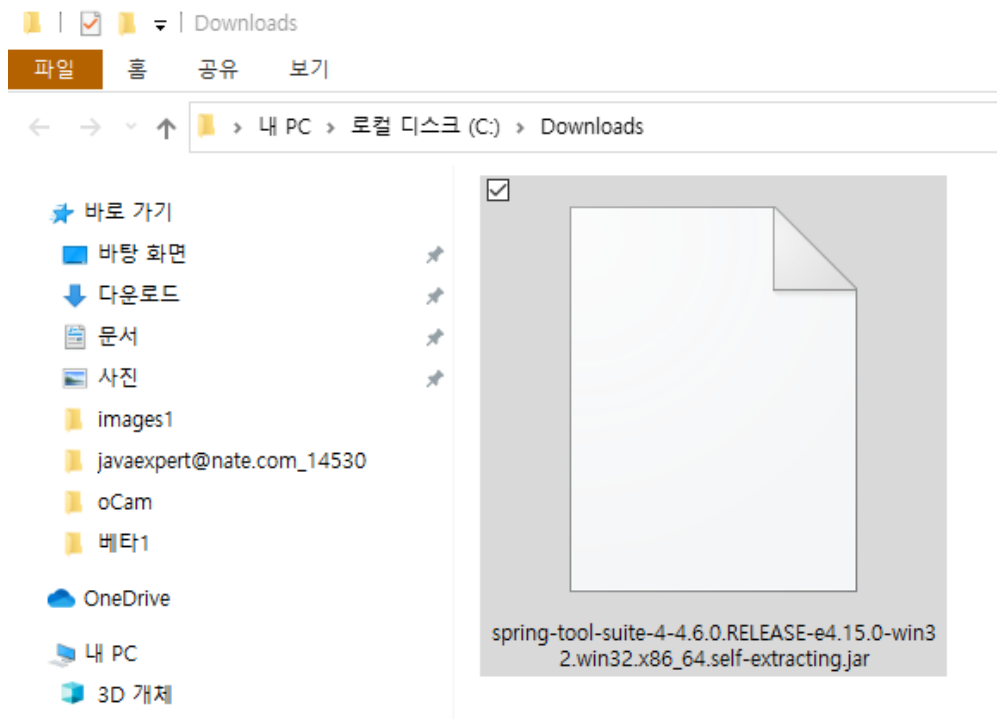 Downloads
파일 홈 공유 보기
내 PC › 로컬 디스크 (C:) › Downloads
바로 가기
바탕 화면
다운로드
문서
사진
images1
javaexpert@nate.com_14530
oCam
베타1
OneDrive
내 PC
3D 개체
spring-tool-suite-4-4.6.0.RELEASE-e4.15.0-win3
2.win32.x86_64.self-extracting.jar